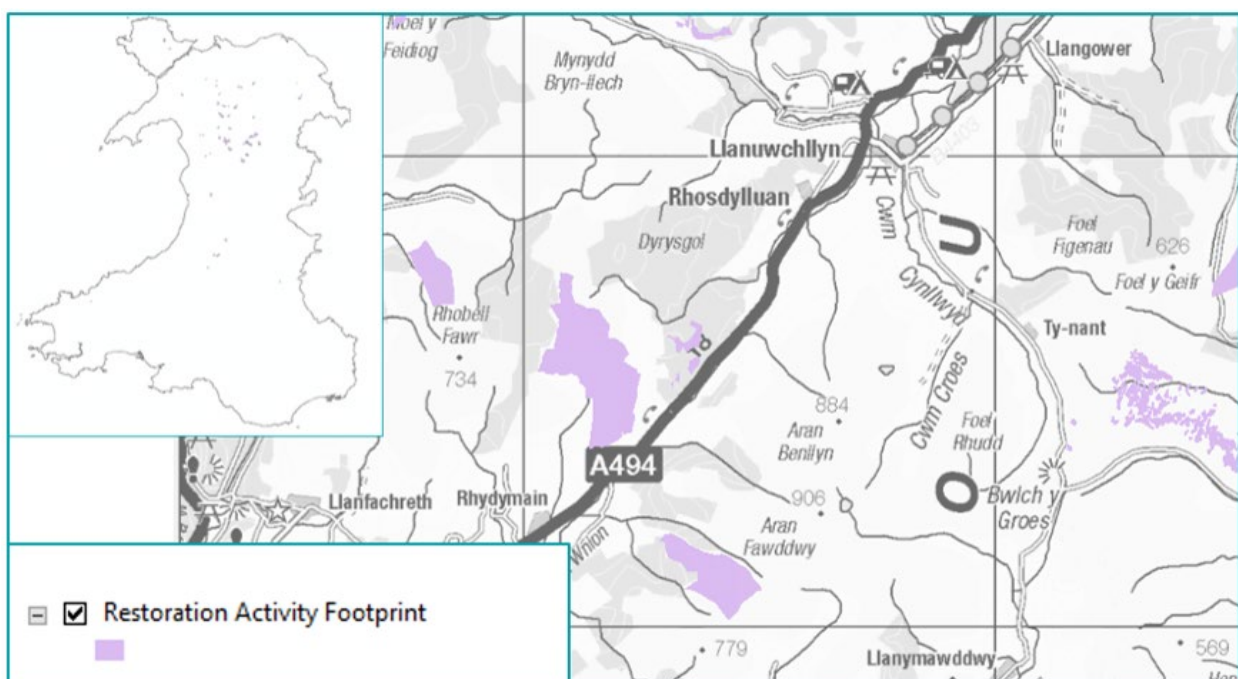 Moel y
Feidrog
Mynydd
Bryn-llech
Llangower
Llanuwchllyn
Rhosdylluan
Dyrysgol
Cwm
Cynllwyd
U
Foel
Figenau
626
Foel y Geifr
Rhobell
Fawr
734
Ty-nant
Cwm Croes
884
Aran
Benllyn
Foel
Rhudd
A494
906
O
Bwlch y
Groes
Llanfachreth
Rhydymain
Wnion
Aran
Fawddwy
Restoration Activity Footprint
779
Llanymawddwy
569